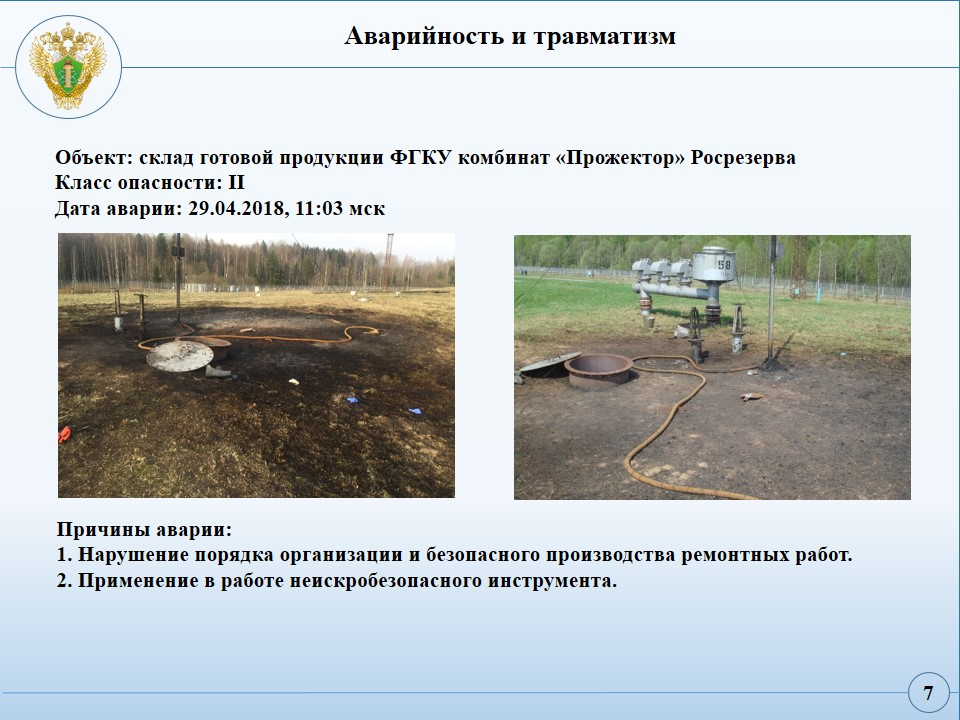 Аварийность и травматизм
Объект: склад готовой продукции ФГКУ комбинат «Прожектор» Росрезерва
Класс опасности: II
Дата аварии: 29.04.2018, 11:03 мск
58
Причины аварии:
1. Нарушение порядка организации и безопасного производства ремонтных работ.
2. Применение в работе неискробезопасного инструмента.
7